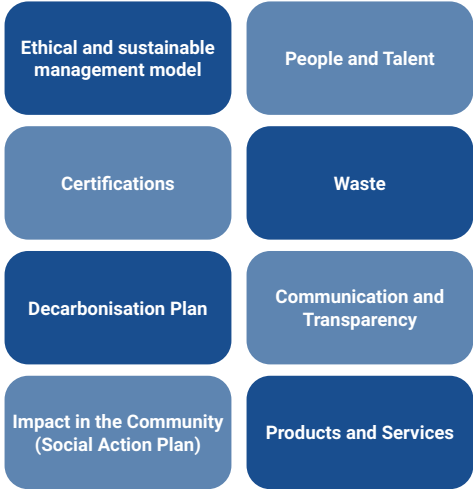 Ethical and sustainable
management model
People and Talent
Certifications
Waste
Decarbonisation Plan
Communication and
Transparency
Impact in the Community
(Social Action Plan)
Products and Services